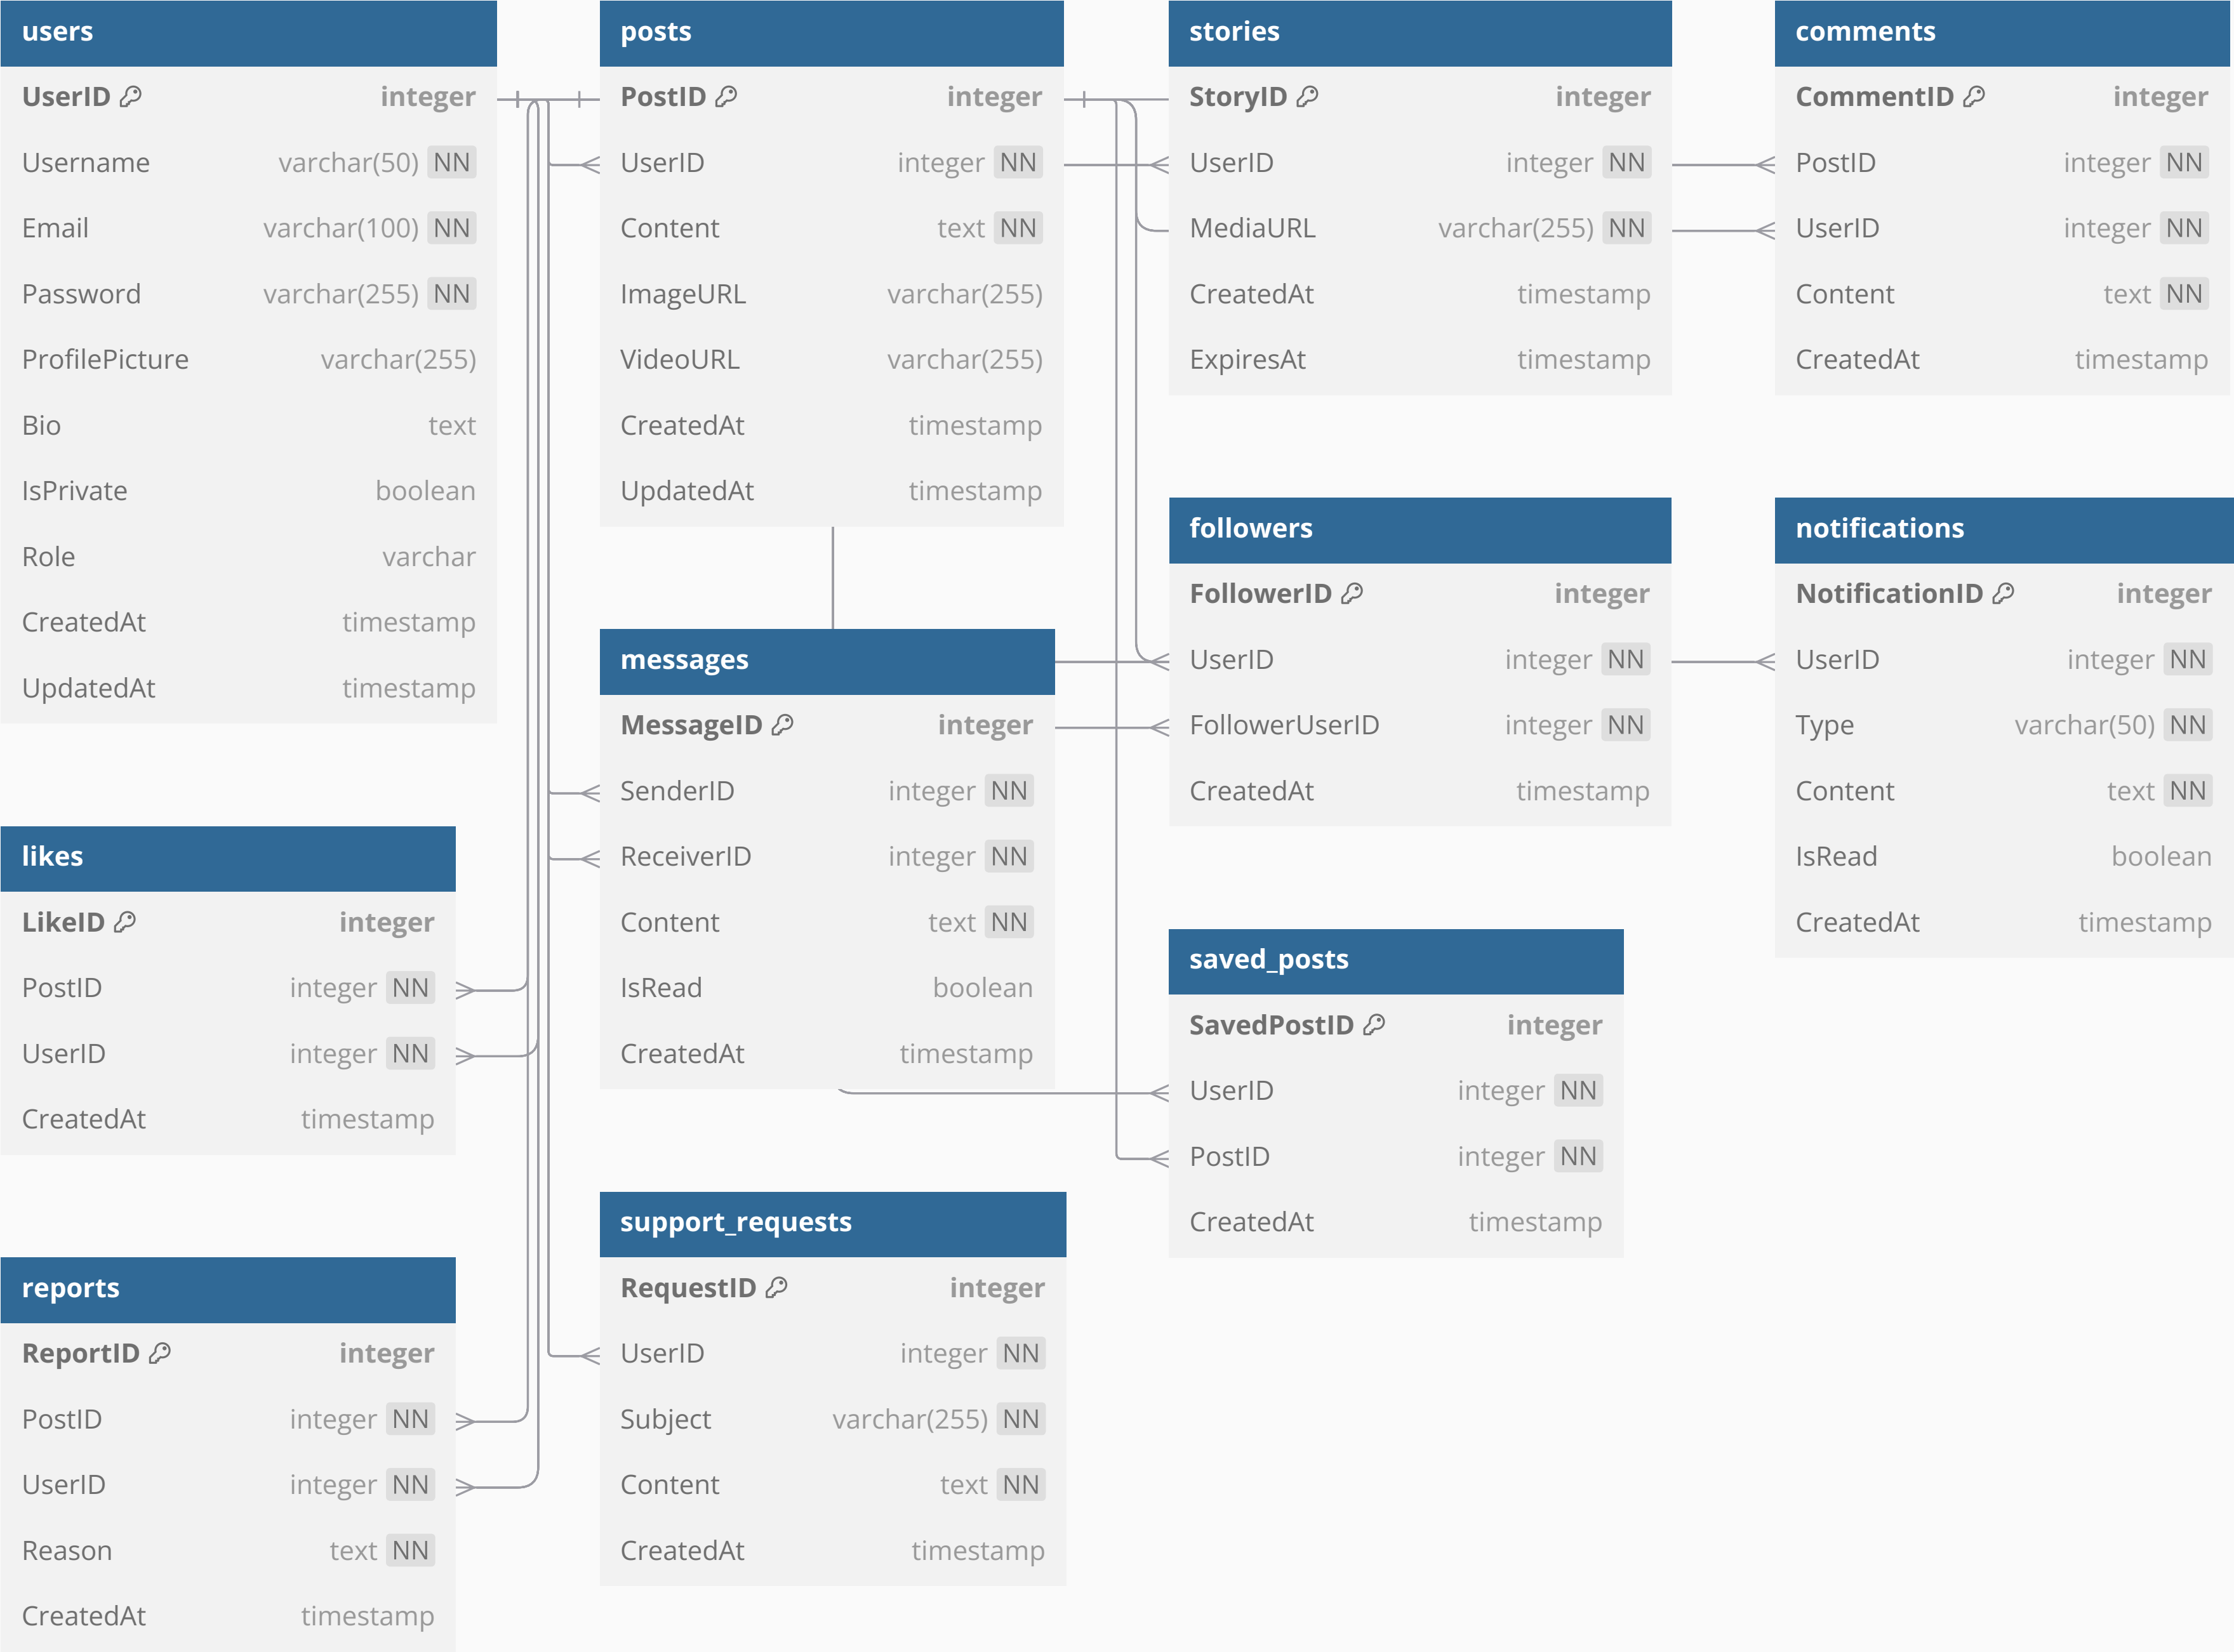 users
UserID integer
Username varchar(50) NN
Email varchar(100) NN
Password varchar(255) NN
ProfilePicture varchar(255)
Bio text
IsPrivate boolean
Role varchar
CreatedAt timestamp
UpdatedAt timestamp
posts
PostID integer
UserID integer NN
Content text NN
ImageURL varchar(255)
VideoURL varchar(255)
CreatedAt timestamp
UpdatedAt timestamp
stories
StoryID integer
UserID integer NN
MediaURL varchar(255) NN
CreatedAt timestamp
ExpiresAt timestamp
comments
CommentID integer
PostID integer NN
UserID integer NN
Content text NN
CreatedAt timestamp
followers
FollowerID integer
UserID integer NN
FollowerUserID integer NN
CreatedAt timestamp
notifications
NotificationID integer
UserID integer NN
Type varchar(50) NN
Content text NN
IsRead boolean
CreatedAt timestamp
messages
MessageID integer
SenderID integer NN
ReceiverID integer NN
Content text NN
IsRead boolean
CreatedAt timestamp
likes
LikeID integer
PostID integer NN
UserID integer NN
CreatedAt timestamp
saved_posts
SavedPostID integer
UserID integer NN
PostID integer NN
CreatedAt timestamp
support_requests
RequestID integer
UserID integer NN
Subject varchar(255) NN
Content text NN
CreatedAt timestamp
reports
ReportID integer
PostID integer NN
UserID integer NN
Reason text NN
CreatedAt timestamp